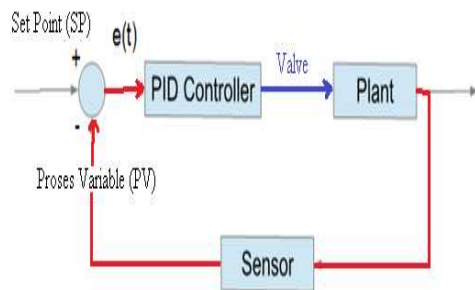 Set Point (SP)
+
e(t)
Valve
PID Controller
Plant
-
Proses Variable (PV)
Sensor